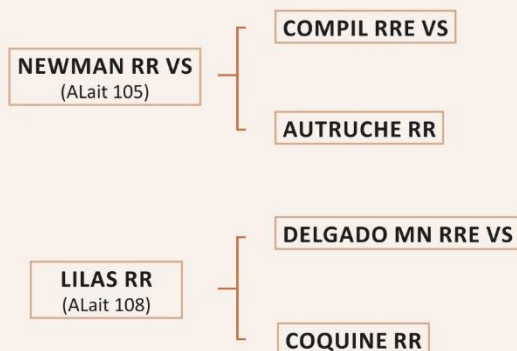 COMPIL RRE VS
NEWMAN RR VS
(ALait 105)
AUTRUCHE RR
DELGADO MN RRE VS
LILAS RR
(ALait 108)
COQUINE RR